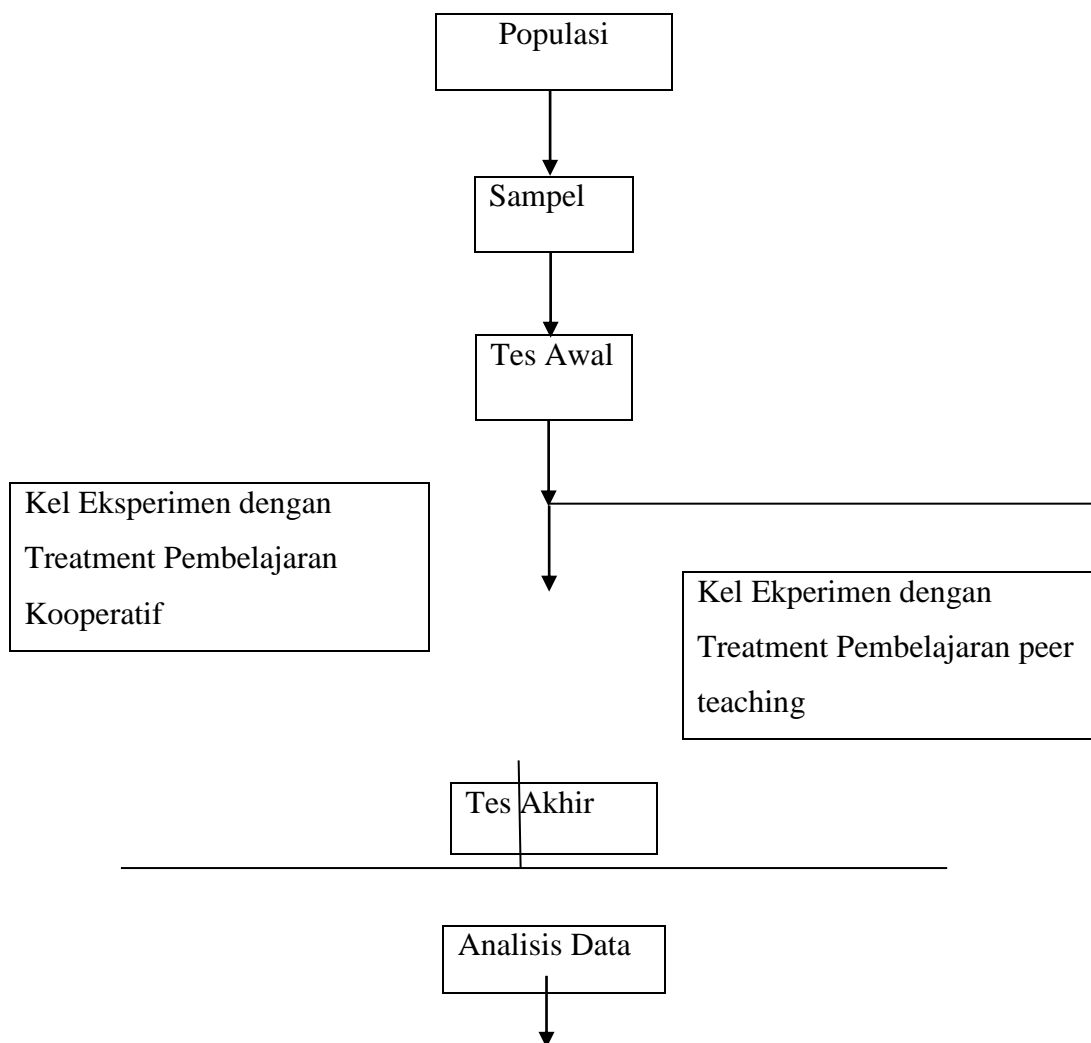 Populasi
Sampel
Tes Awal
Kel Eksperimen dengan
Treatment Pembelajaran
Kooperatif
Kel Ekperimen dengan
Treatment Pembelajaran peer
teaching
Tes Akhir
Analisis Data